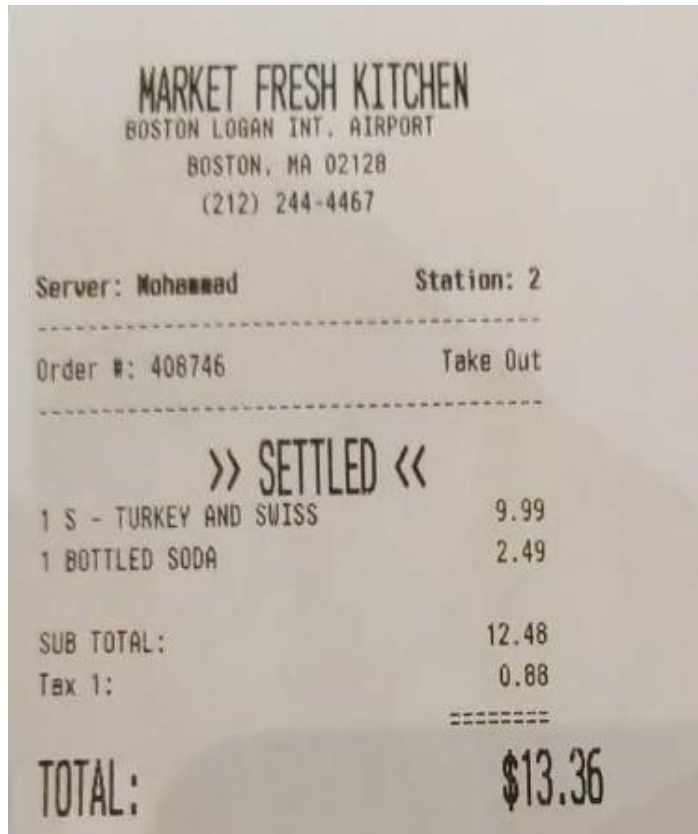 MARKET FRESH KITCHEN
BOSTON LOGAN INT. AIRPORT
BOSTON, MA 02128
(212) 244-4467
Server: Mohammad Station: 2
---------------------------------------
Order #: 408746 Take Out
---------------------------------------
>> SETTLED <<
1 S - TURKEY AND SWISS 9.99
1 BOTTLED SODA 2.49
SUB TOTAL: 12.48
Tax 1: 0.88
========
TOTAL: $13.36